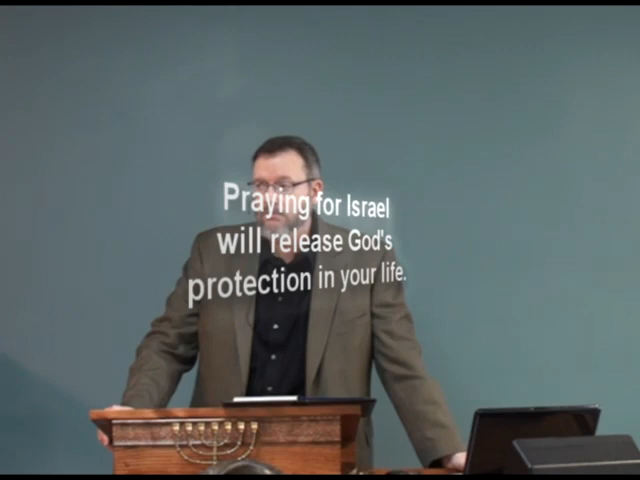 Praying for Israel
will release God's
protection in your life.